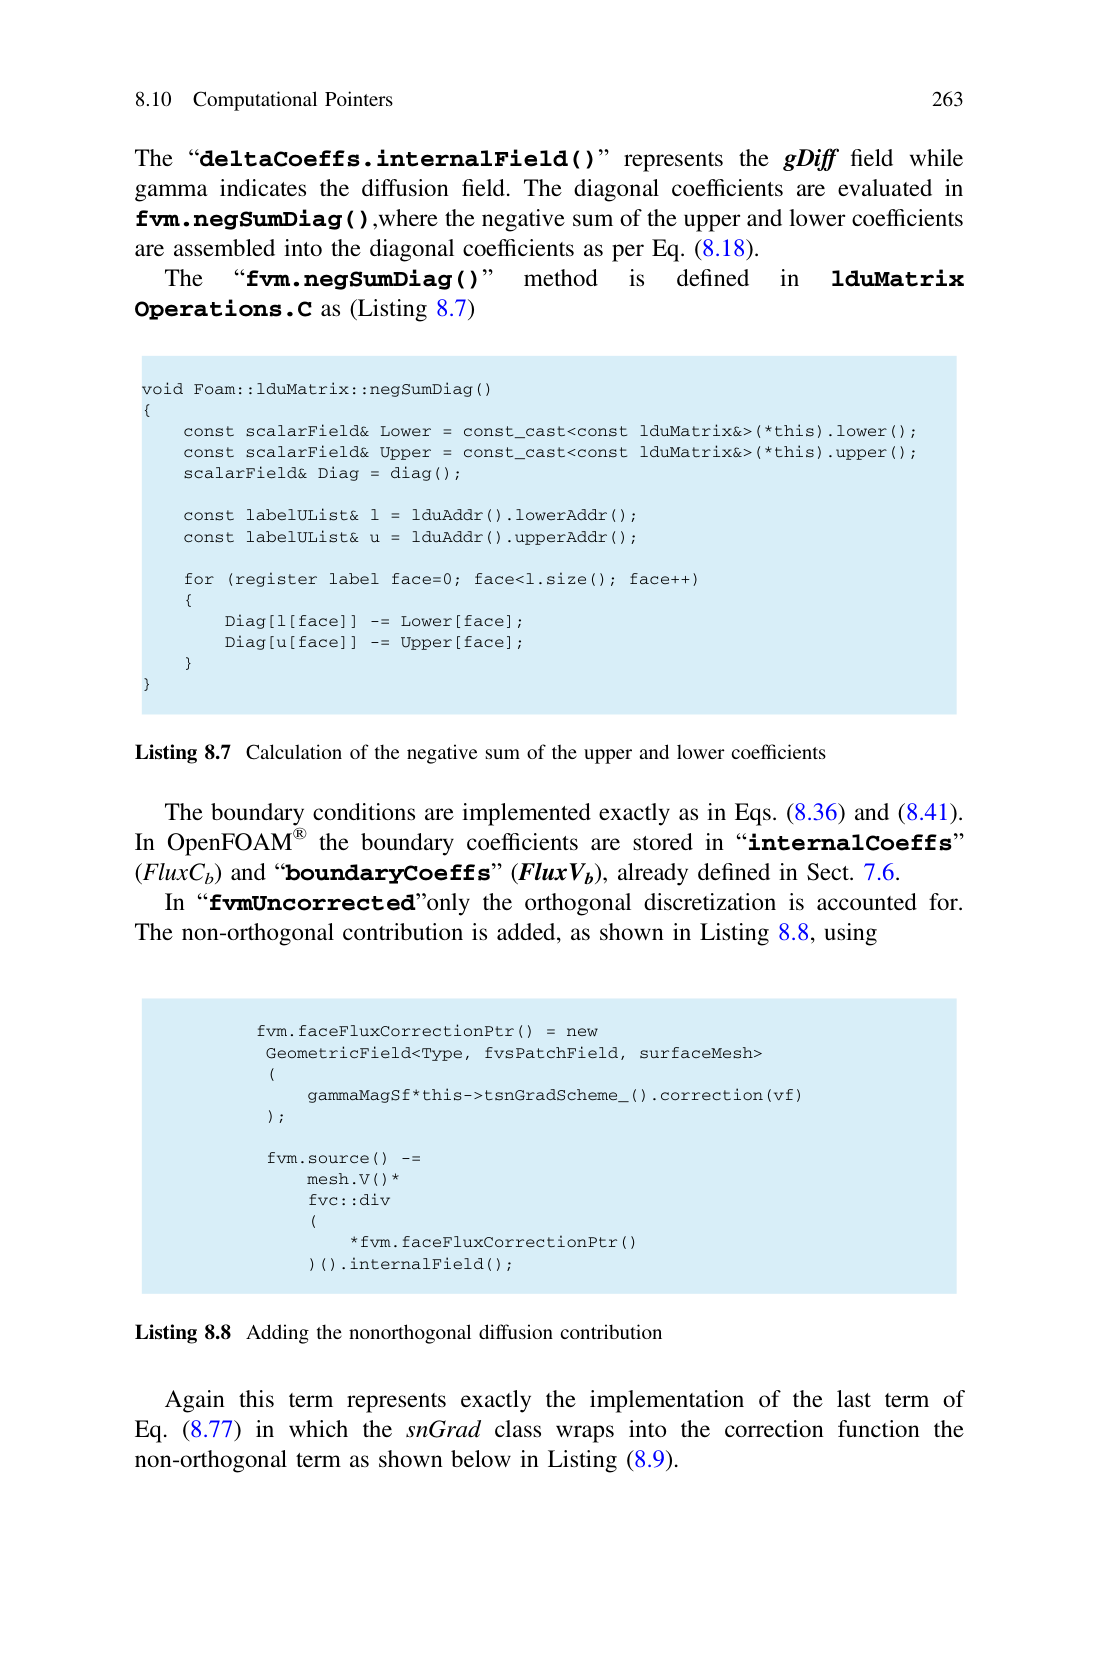 8.10 Computational Pointers 263
The “deltaCoeffs.internalField()” represents the gDiff field while
gamma indicates the diffusion field. The diagonal coefficients are evaluated in
fvm.negSumDiag(),where the negative sum of the upper and lower coefficients
are assembled into the diagonal coefficients as per Eq. (8.18).
The “fvm.negSumDiag()” method is defined in lduMatrix
Operations.C as (Listing 8.7)
void Foam::lduMatrix::negSumDiag()
{
const scalarField& Lower = const_cast<const lduMatrix&>(*this).lower();
const scalarField& Upper = const_cast<const lduMatrix&>(*this).upper();
scalarField& Diag = diag();
const labelUList& l = lduAddr().lowerAddr();
const labelUList& u = lduAddr().upperAddr();
for (register label face=0; face<l.size(); face++)
{
Diag[l[face]] -= Lower[face];
Diag[u[face]] -= Upper[face];
}
}
Listing 8.7 Calculation of the negative sum of the upper and lower coefficients
The boundary conditions are implemented exactly as in Eqs. (8.36) and (8.41).
In OpenFOAM® the boundary coefficients are stored in “internalCoeffs”
(FluxCb) and “boundaryCoeffs” (FluxVb), already defined in Sect. 7.6.
In “fvmUncorrected”only the orthogonal discretization is accounted for.
The non-orthogonal contribution is added, as shown in Listing 8.8, using
fvm.faceFluxCorrectionPtr() = new
GeometricField<Type, fvsPatchField, surfaceMesh>
(
gammaMagSf*this->tsnGradScheme_().correction(vf)
);
fvm.source() -=
mesh.V()*
fvc::div
(
*fvm.faceFluxCorrectionPtr()
)().internalField();
Listing 8.8 Adding the nonorthogonal diffusion contribution
Again this term represents exactly the implementation of the last term of
Eq. (8.77) in which the snGrad class wraps into the correction function the
non-orthogonal term as shown below in Listing (8.9).